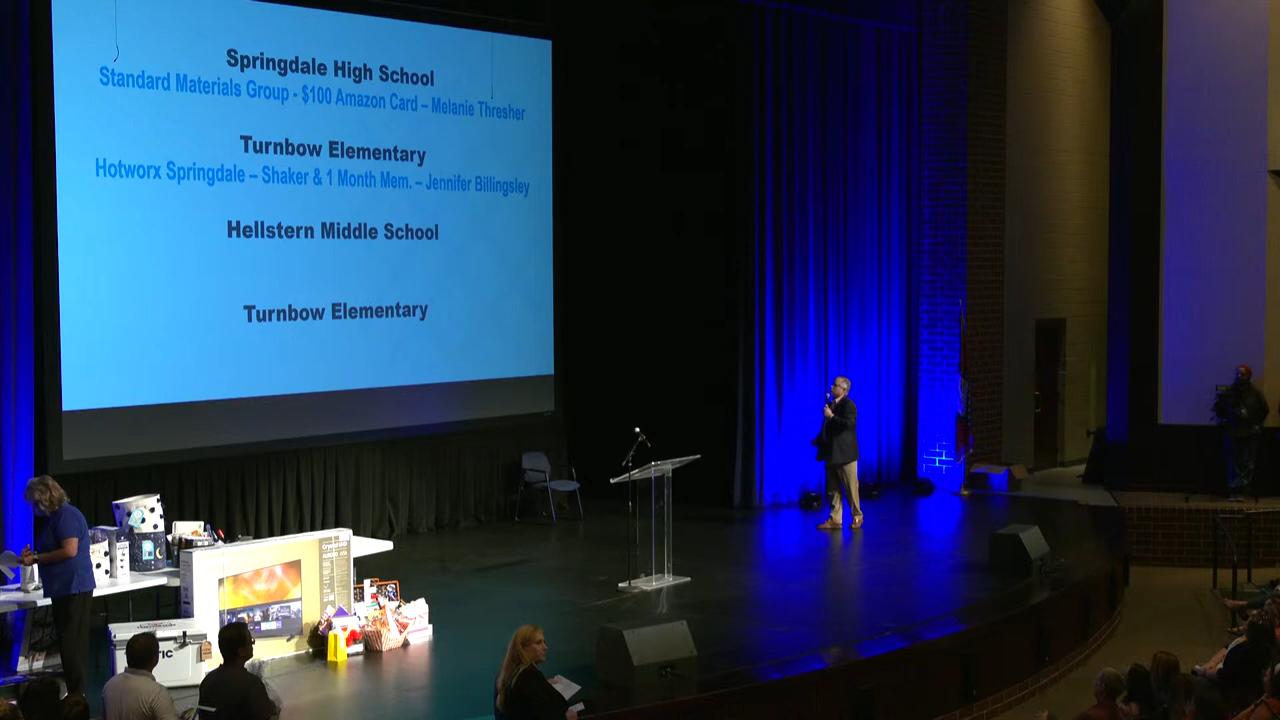 Springdale High School
Standard Materials Group - $100 Amazon Card – Melanie Thresher
Turnbow Elementary
Hotworx Springdale – Shaker & 1 Month Mem. – Jennifer Billingsley
Hellstern Middle School
Turnbow Elementary